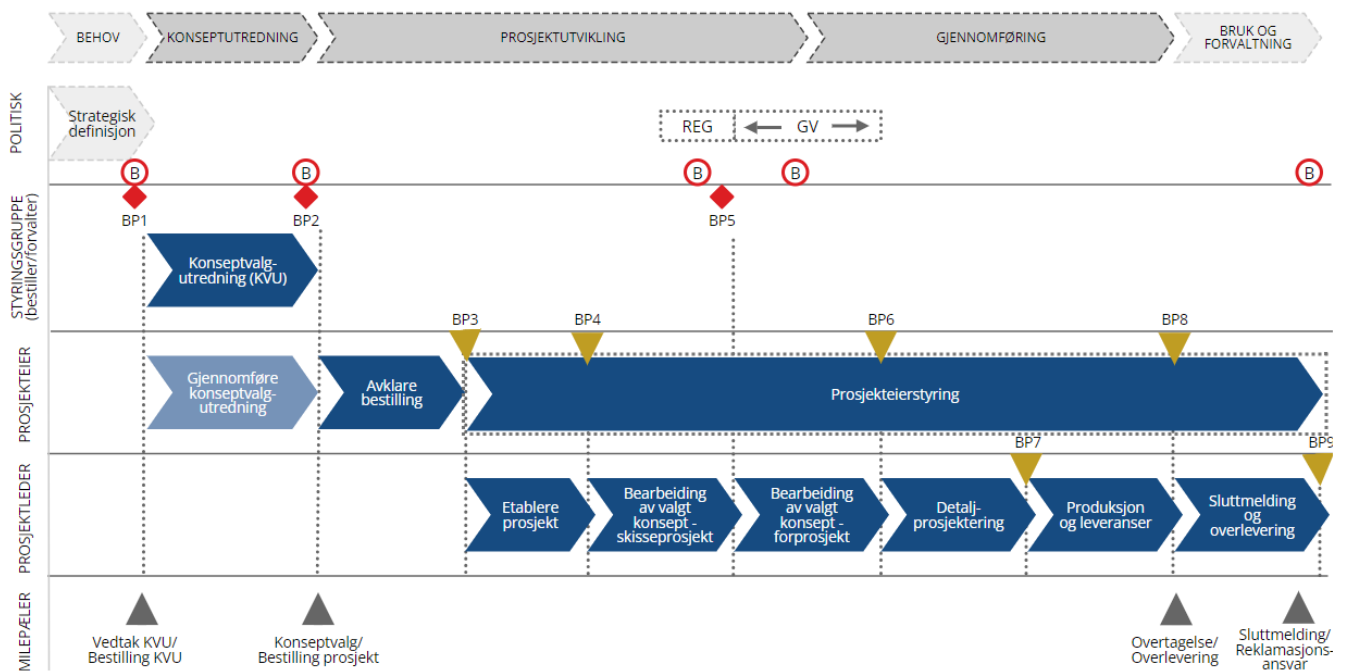 BEHOV
KONSEPTUTREDNING
PROSJEKTUTVIKLING
GJENNOMFØRING
BRUK OG
FORVALTNING
POLITISK
Strategisk
definisjon
REG
GV
B
B
B
B
B
STYRINGSGRUPPE
(bestiller/forvalter)
BP1
BP2
BP5
Konseptvalg-
utredning (KVU)
BP3
BP4
BP6
BP8
PROSJEKTEIER
Gjennomføre
konseptvalg-
utredning
Avklare
bestilling
Prosjekteierstyring
BP7
BP9
PROSJEKTLEDER
Etablere
prosjekt
Bearbeiding
av valgt
konsept -
skisseprosjekt
Bearbeiding
av valgt
konsept -
forprosjekt
Detalj-
prosjektering
Produksjon
og leveranser
Sluttmelding
og
overlevering
MILEPÆLER
Vedtak KVU/
Bestilling KVU
Konseptvalg/
Bestilling prosjekt
Overtagelse/
Overlevering
Sluttmelding/
Reklamasjons-
ansvar